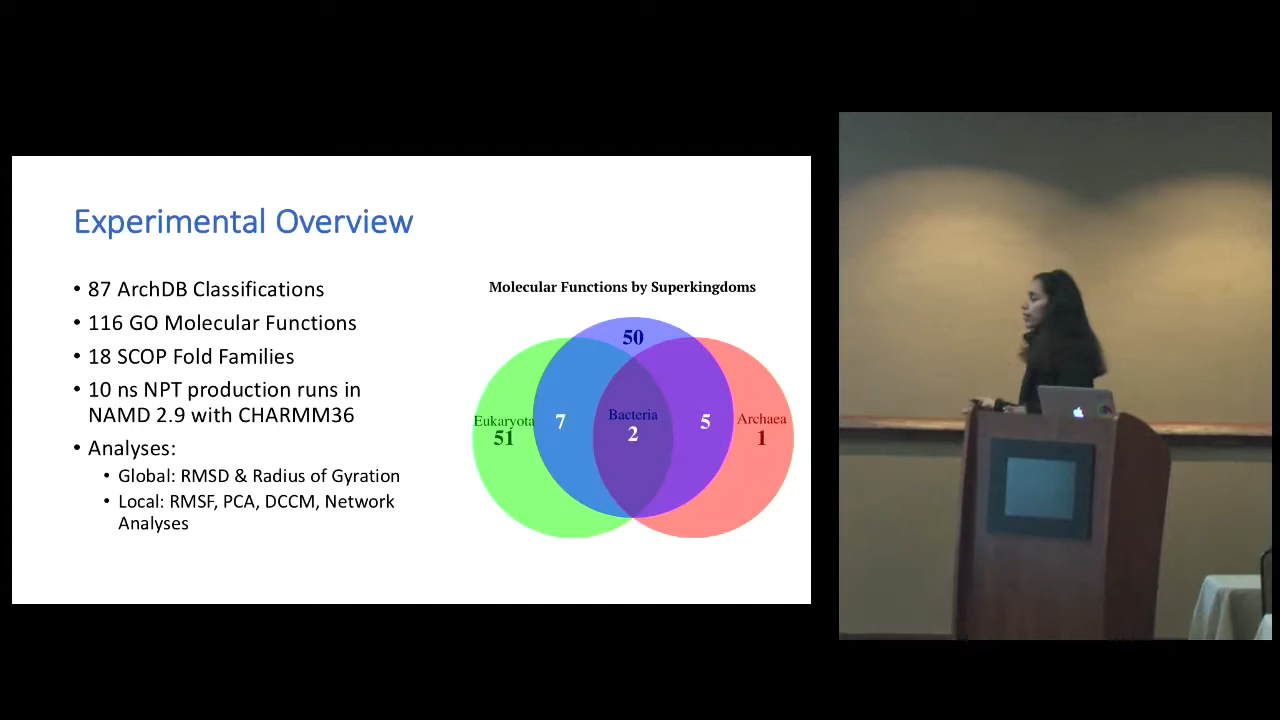 Experimental Overview
• 87 ArchDB Classifications
• 116 GO Molecular Functions
• 18 SCOP Fold Families
• 10 ns NPT production runs in
NAMD 2.9 with CHARMM36
• Analyses:
• Global: RMSD & Radius of Gyration
• Local: RMSF, PCA, DCCM, Network
Analyses
Molecular Functions by Superkingdoms
50
Eukaryota
51
7
Bacteria
2
5
Archaea
1